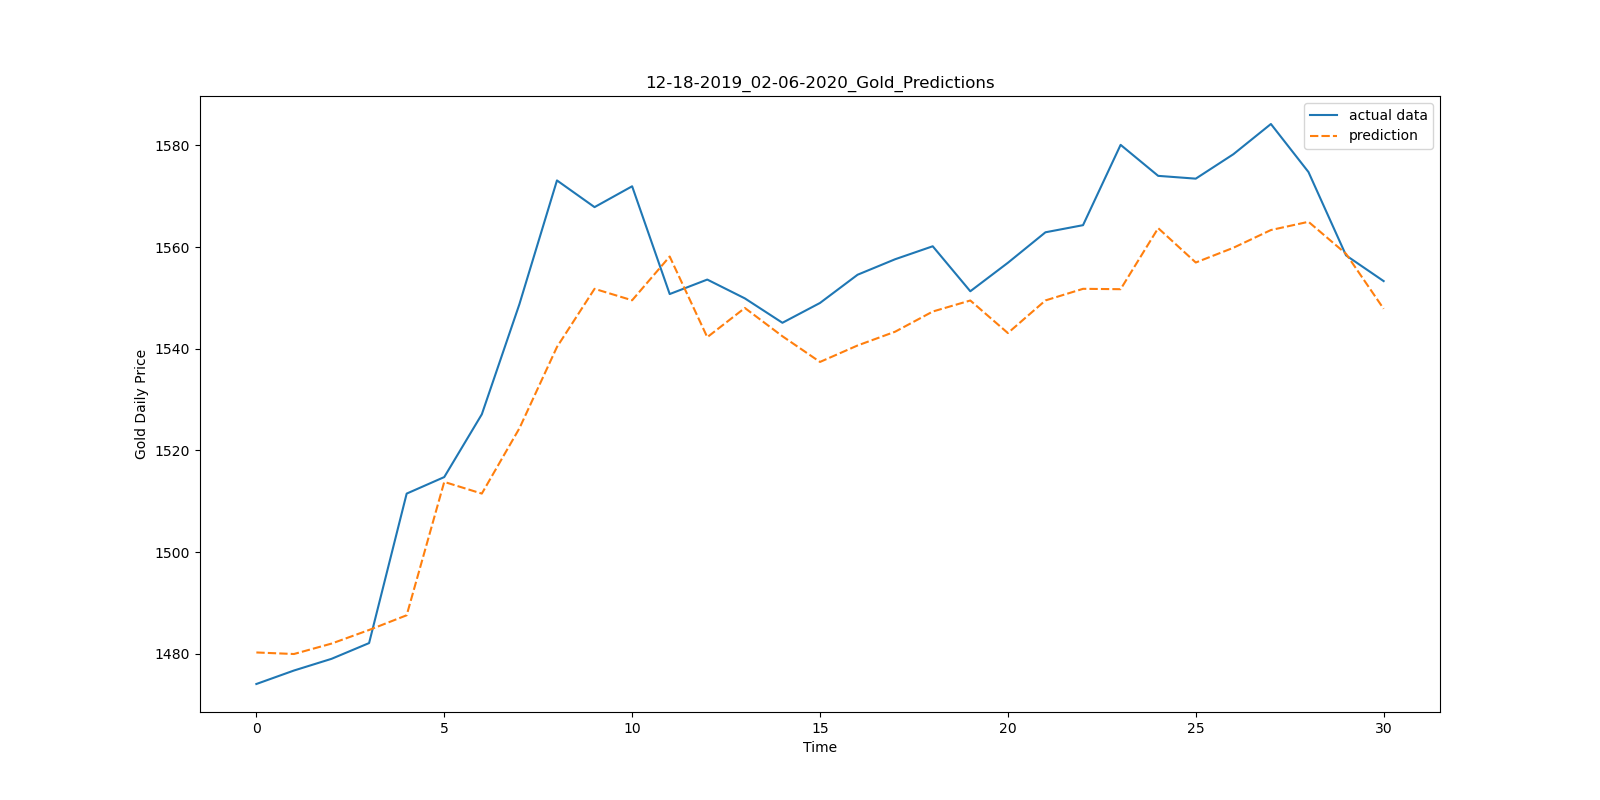 12-18-2019_02-06-2020_Gold_Predictions
actual data
prediction
1580
1560
1540
1520
1500
1480
Gold Daily Price
0 5 10 15 20 25 30
Time